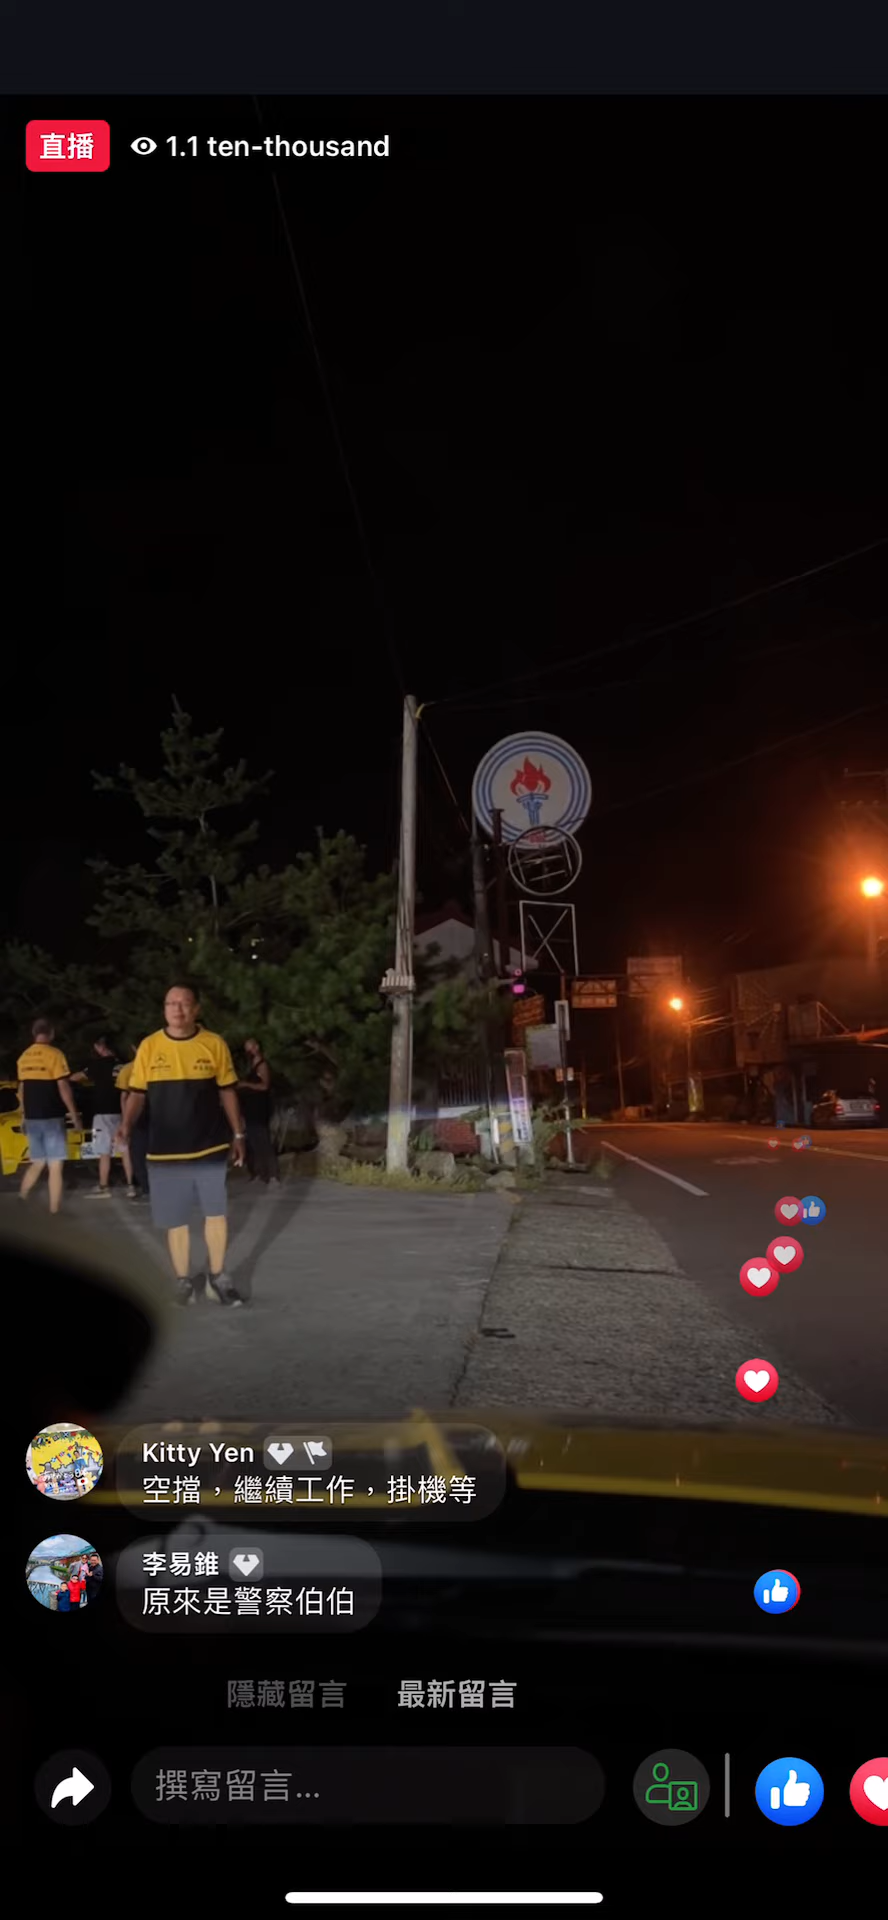 直播
1.1 ten-thousand
Kitty Yen
空擋，繼續工作，掛機等
李易錐
原來是警察伯伯
隱藏留言
最新留言
撰寫留言...